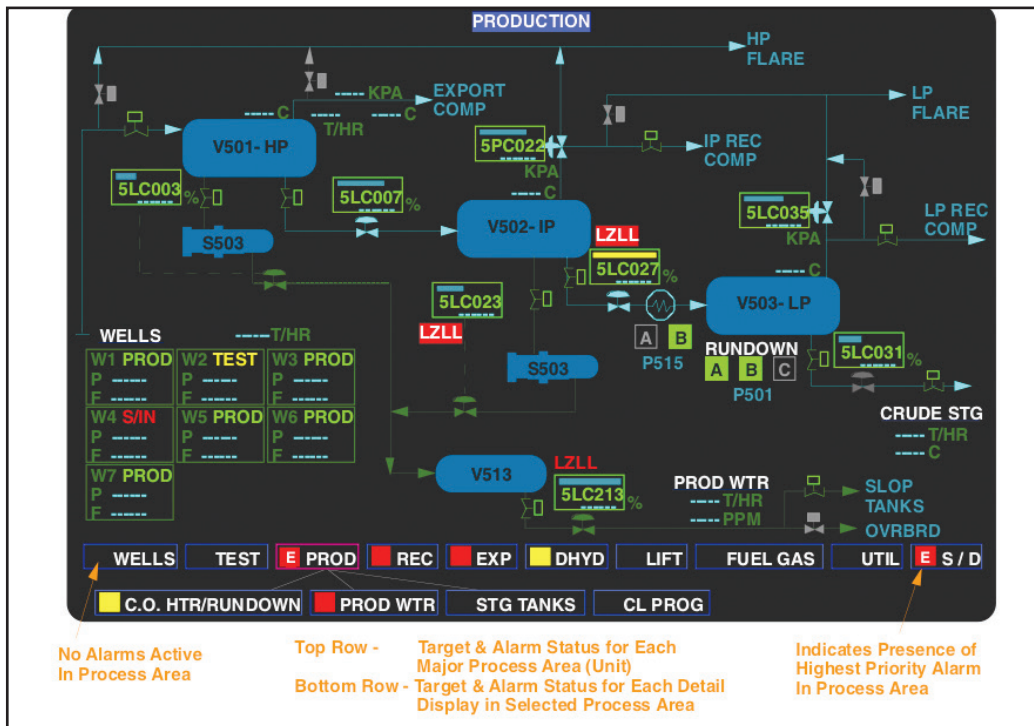 PRODUCTION
HP
FLARE
----- KPA
EXPORT
COMP
----- C
----- T/HR
----- C
LP
FLARE
V501- HP
5PC022
KPA
IP REC
COMP
5LC003 %
5LC007 %
----- C
5LC035
KPA
LP REC
COMP
V502- IP
LZLL
S503
5LC027 %
----- C
5LC023
LZLL
V503- LP
A B
P515
RUNDOWN
A B C
P501
5LC031 %
S503
WELLS
-----T/HR
W1 PROD W2 TEST W3 PROD
P ------ P ------ P ------
F ------ F ------ F ------
W4 S/IN W5 PROD W6 PROD
P ------ P ------ P ------
F ------ F ------ F ------
W7 PROD
P ------
F ------
CRUDE STG
----- T/HR
----- C
V513
LZLL
5LC213 %
PROD WTR
----- T/HR
----- PPM
SLOP
TANKS
OVRBRD
WELLS TEST E PROD REC EXP DHYD LIFT FUEL GAS UTIL E S / D
C.O. HTR/RUNDOWN PROD WTR STG TANKS CL PROG
No Alarms Active
In Process Area
Top Row - Target & Alarm Status for Each
Major Process Area (Unit)
Bottom Row - Target & Alarm Status for Each Detail
Display in Selected Process Area
Indicates Presence of
Highest Priority Alarm
In Process Area